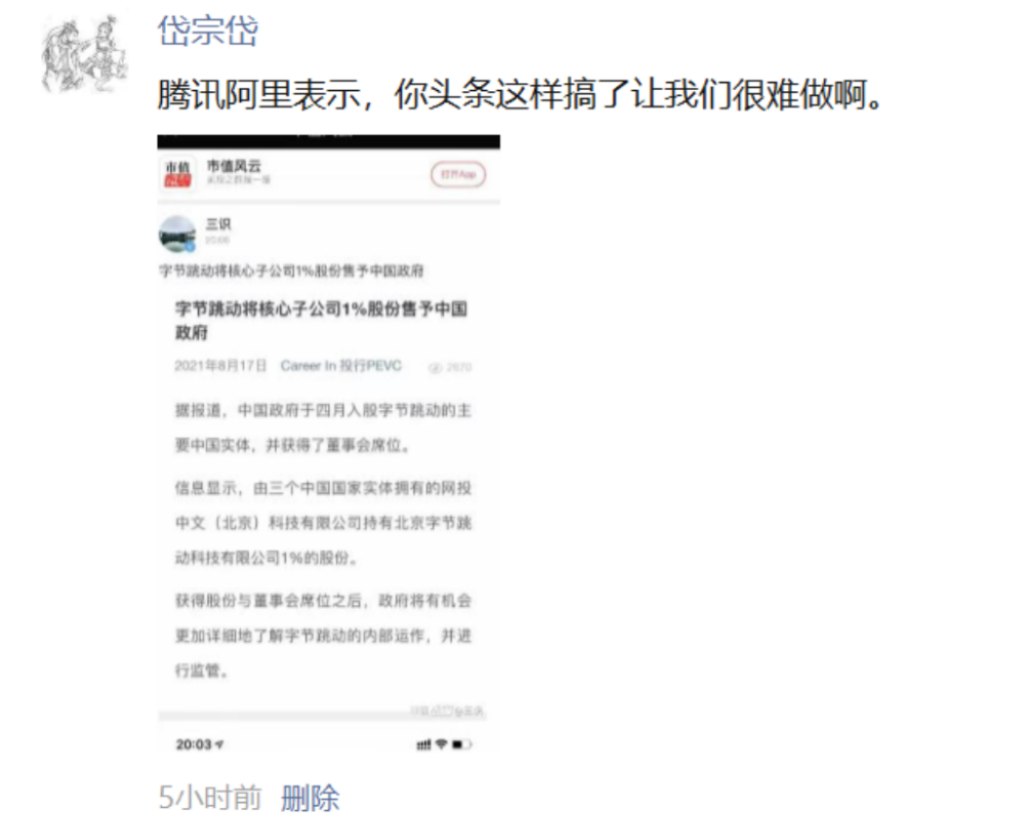 岱宗岱
腾讯阿里表示，你头条这样搞了让我们很难做啊。
市值
市值风云
打开App
三识
20:00
字节跳动将核心子公司1%股份售予中国政府
字节跳动将核心子公司1%股份售予中国
政府
2021年8月17日 Career In 投行PEVC 2970
据报道，中国政府于四月入股字节跳动的主
要中国实体，并获得了董事会席位。
信息显示，由三个中国国家实体拥有的网投
中文（北京）科技有限公司持有北京字节跳
动科技有限公司1%的股份。
获得股份与董事会席位之后，政府将有机会
更加详细地了解字节跳动的内部运作，并进
行监管。
20:03
5小时前 删除